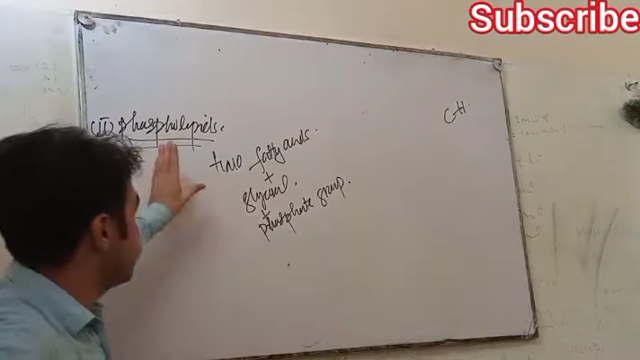 Subscribe
(II) phospholipids.
two fatty acids.
+
glycerol.
+
phosphate group.
C-H